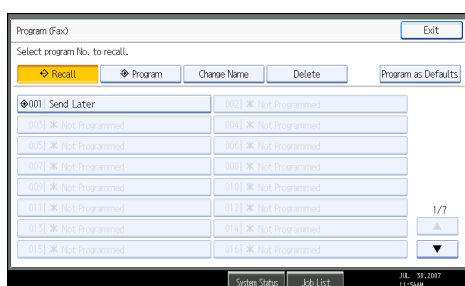 Program (Fax) Exit
Select program No. to recall.
Recall Program Change Name Delete Program as Defaults
001 Send Later 002 Not Programmed
003 Not Programmed 004 Not Programmed
005 Not Programmed 006 Not Programmed
007 Not Programmed 008 Not Programmed
009 Not Programmed 010 Not Programmed
011 Not Programmed 012 Not Programmed 1/7
013 Not Programmed 014 Not Programmed
015 Not Programmed 016 Not Programmed
System Status Job List JUL 30,2007